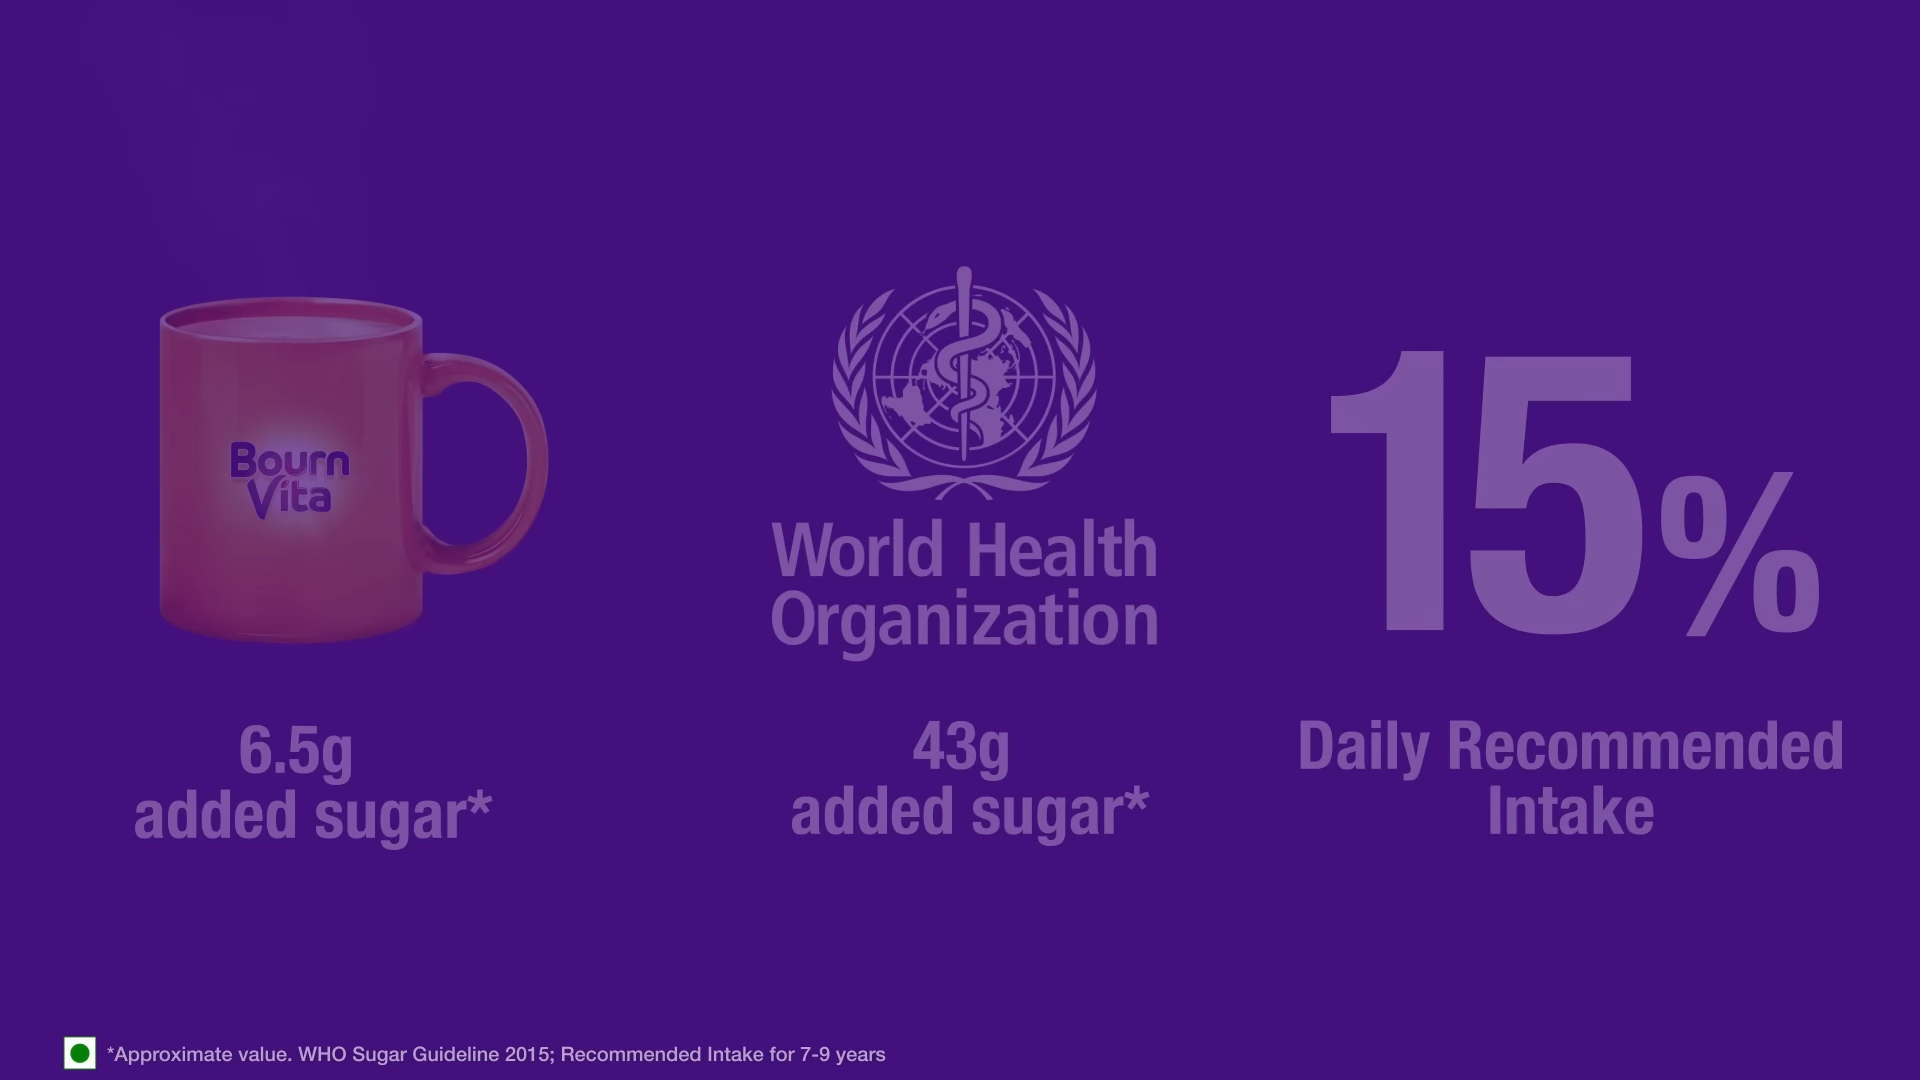 Bourn
Vita
6.5g
added sugar*
World Health
Organization
43g
added sugar*
15%
Daily Recommended
Intake
*Approximate value. WHO Sugar Guideline 2015; Recommended Intake for 7-9 years